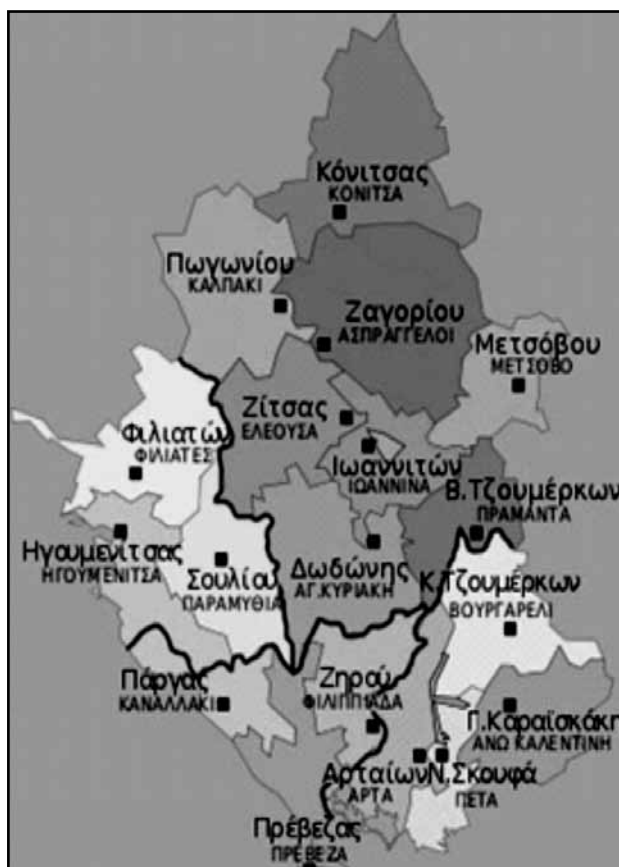 Κόνιτσας
ΚΟΝΙΤΣΑ
Πωγωνίου
ΚΑΛΠΑΚΙ
Ζαγορίου
ΑΣΠΡΑΓΓΕΛΟΙ
Μετσόβου
ΜΕΤΣΟΒΟ
Ζίτσας
ΕΛΕΟΥΣΑ
Φιλιατών
ΦΙΛΙΑΤΕΣ
Ιωαννιτών
ΙΩΑΝΝΙΝΑ
Β.Τζουμέρκων
ΠΡΑΜΑΝΤΑ
Ηγουμενίτσας
ΗΓΟΥΜΕΝΙΤΣΑ
Σουλίου
ΠΑΡΑΜΥΘΙΑ
Δωδώνης
ΑΓ.ΚΥΡΙΑΚΗ
Κ.Τζουμέρκων
ΒΟΥΡΓΑΡΕΛΙ
Πάργας
ΚΑΝΑΛΛΑΚΙ
Ζηρού
ΦΙΛΙΠΠΙΑΔΑ
Γ.Καραϊσκάκη
ΑΝΩ ΚΑΛΕΝΤΙΝΗ
Αρταίων
ΑΡΤΑ
Ν.Σκουφά
ΠΕΤΑ
Πρέβεζας
ΠΡΕΒΕΖΑ